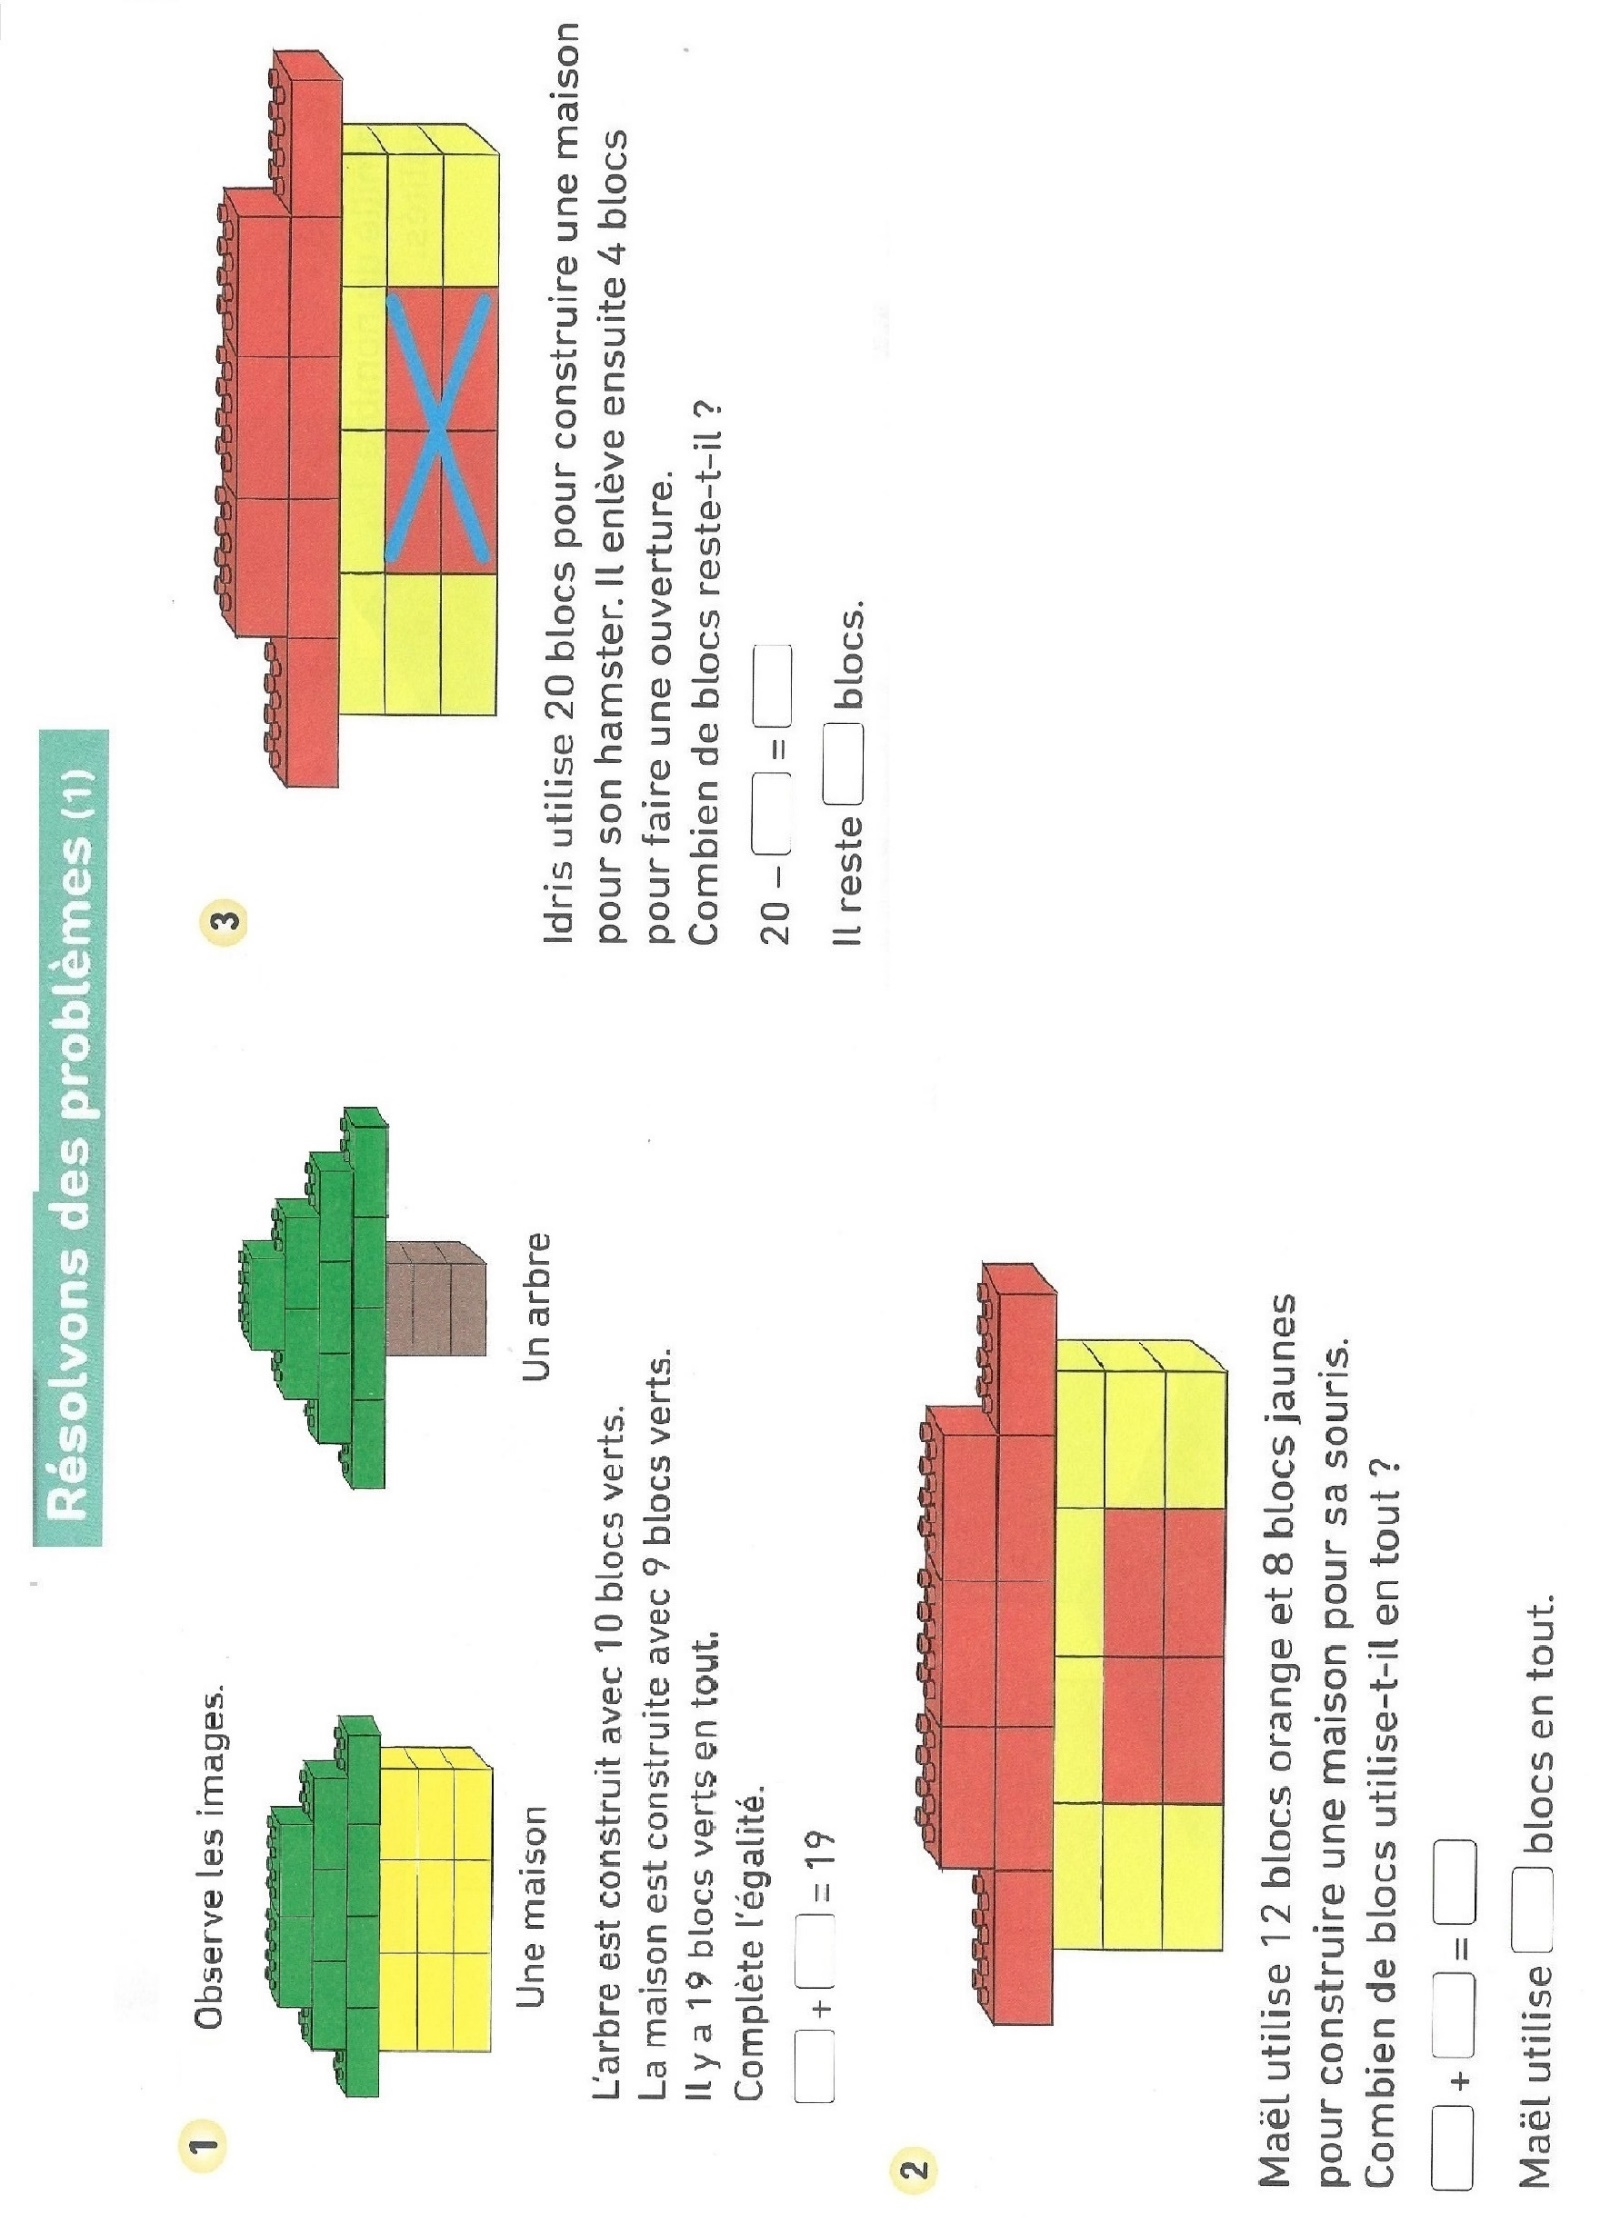 Résolvons des problèmes (1)
1
Observe les images.
Une maison
Un arbre
L'arbre est construit avec 10 blocs verts.
La maison est construite avec 9 blocs verts.
Il y a 19 blocs verts en tout.
Complète l'égalité.
+ = 19
2
Maël utilise 12 blocs orange et 8 blocs jaunes
pour construire une maison pour sa souris.
Combien de blocs utilise-t-il en tout ?
+ =
Maël utilise blocs en tout.
3
Idris utilise 20 blocs pour construire une maison
pour son hamster. Il enlève ensuite 4 blocs
pour faire une ouverture.
Combien de blocs reste-t-il ?
20 – =
Il reste blocs.